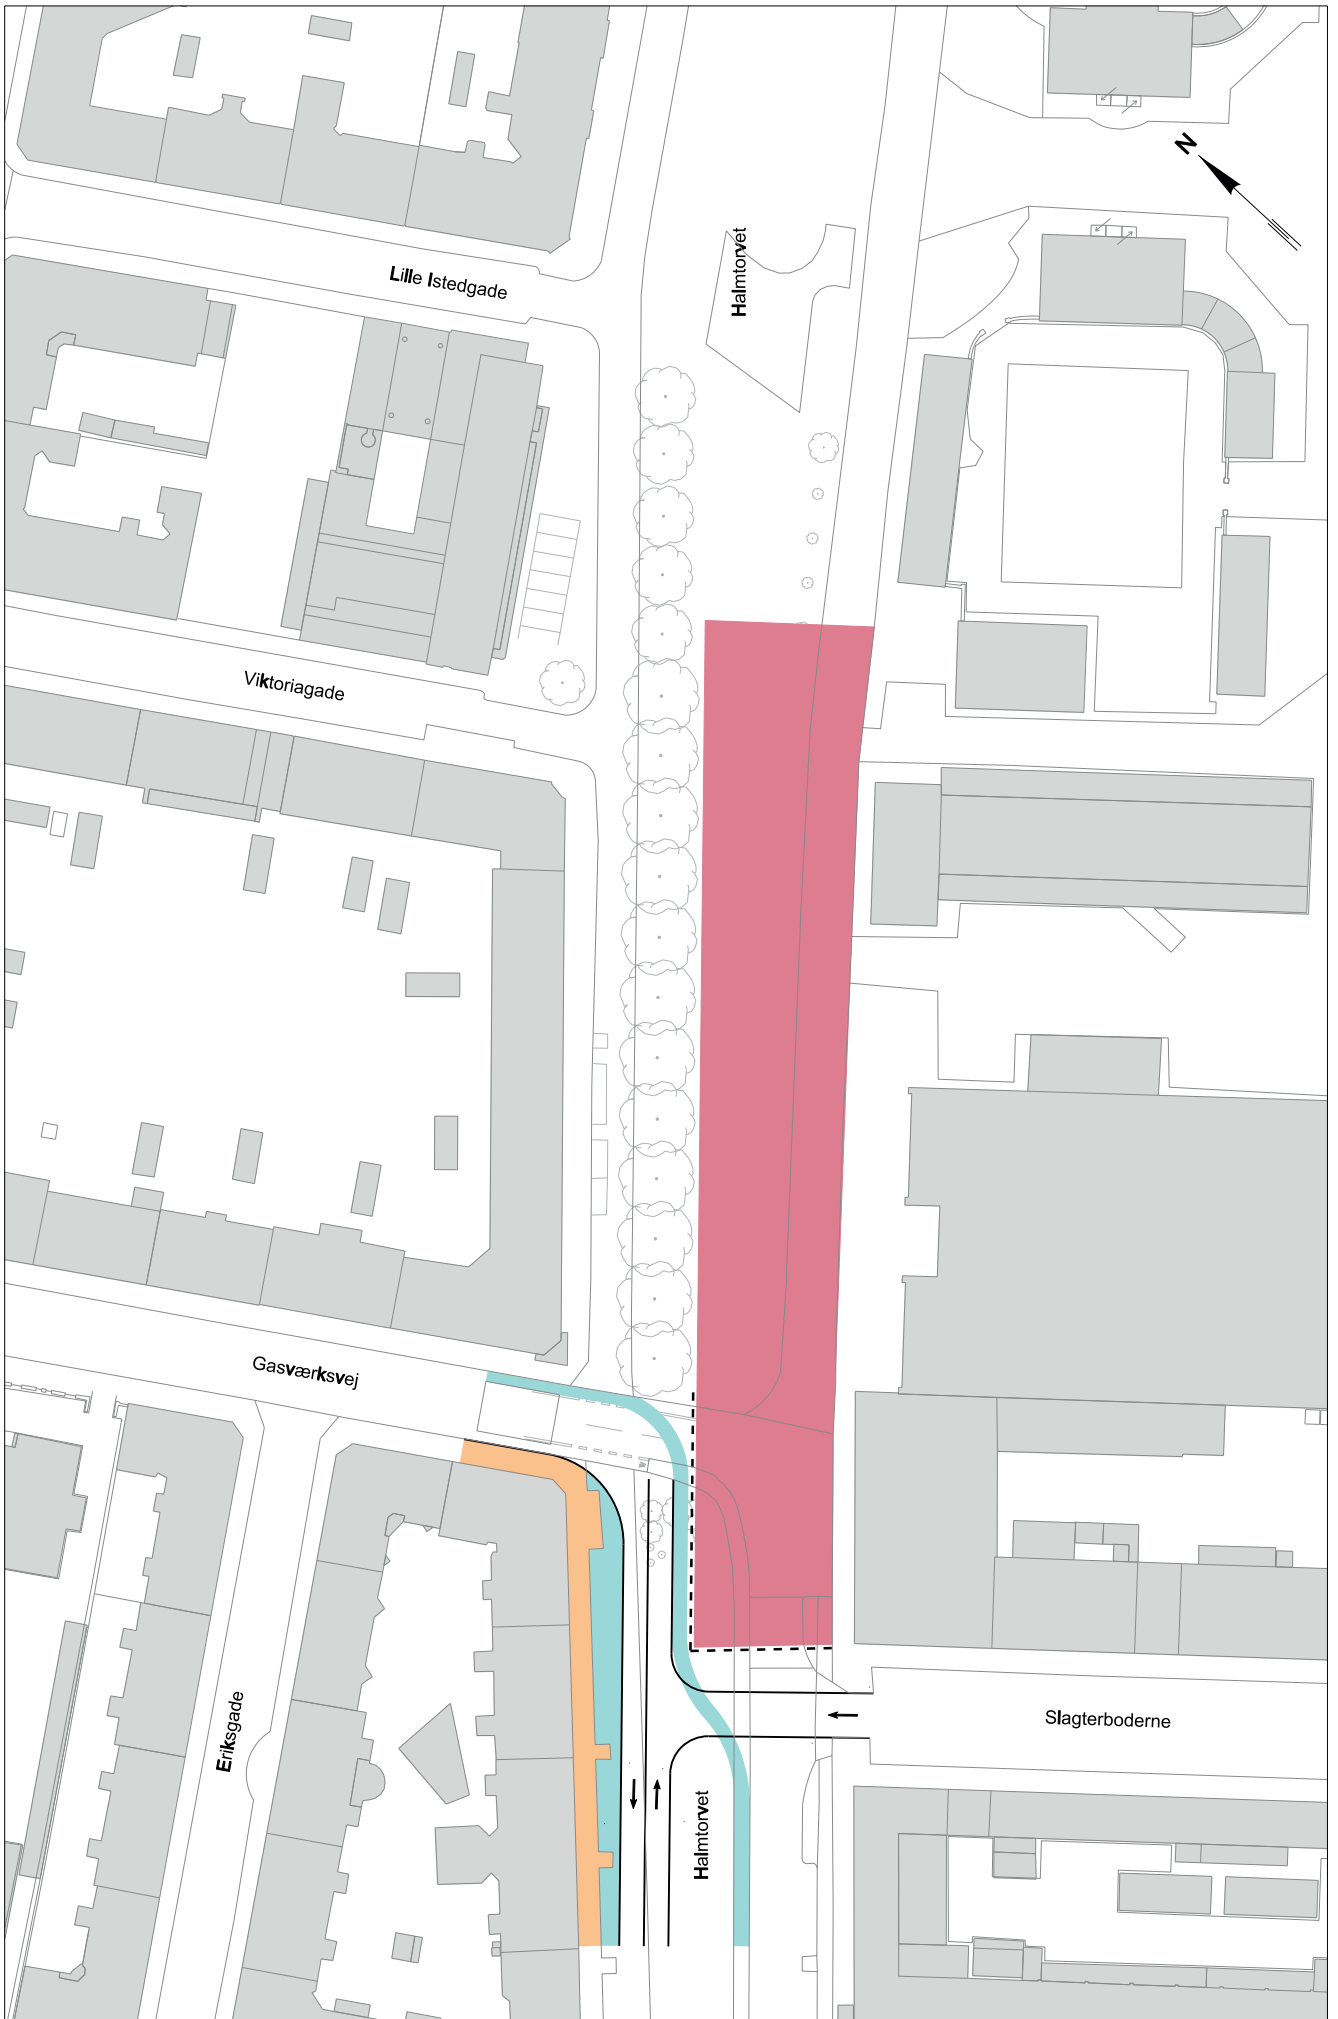 N
Halmtorvet
Lille Istedgade
Viktoriagade
Gasværksvej
Eriksgade
Slagterboderne
Halmtorvet